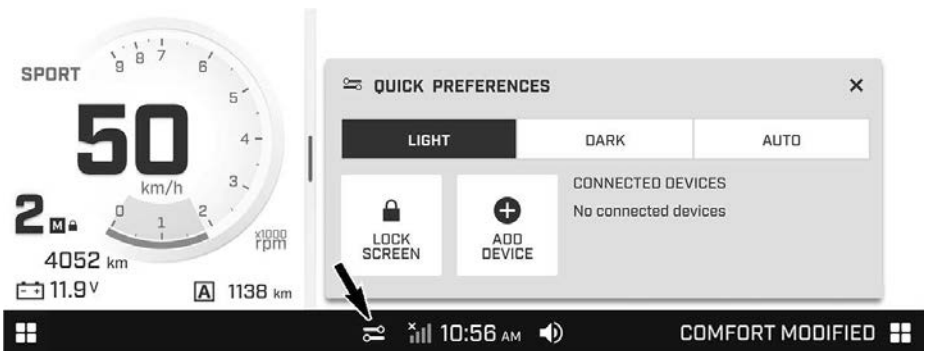 SPORT
9 8 7 6
5
4
3
50
km/h
0 1 2
x1000
rpm
2 M
4052 km
11.9 V
A 1138 km
QUICK PREFERENCES ×
LIGHT DARK AUTO
LOCK
SCREEN
ADD
DEVICE
CONNECTED DEVICES
No connected devices
10:56 AM COMFORT MODIFIED